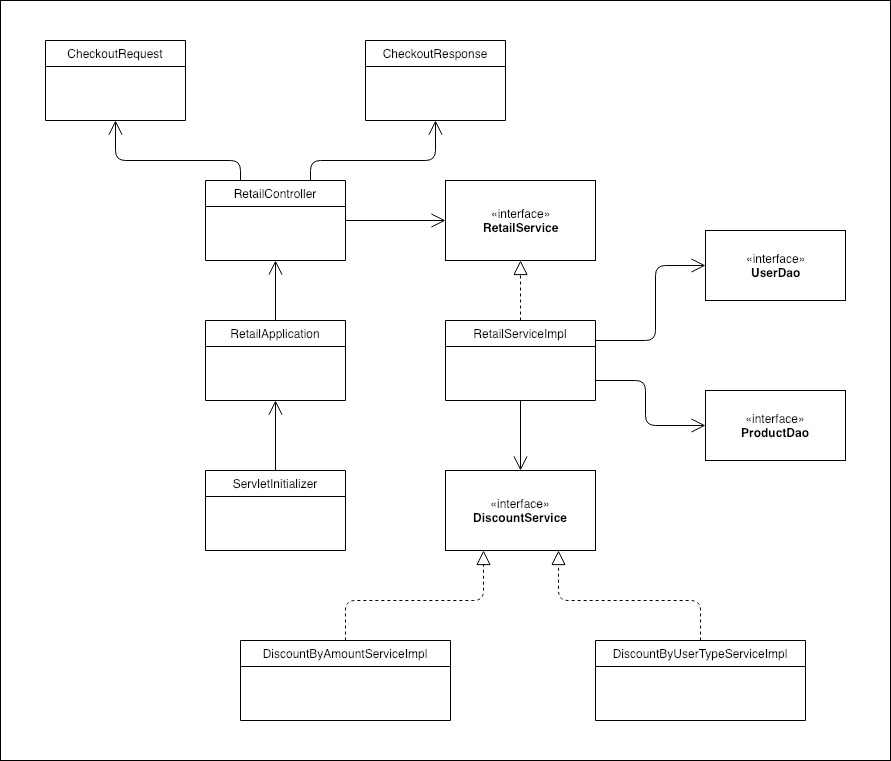 CheckoutRequest
CheckoutResponse
RetailController
«interface»
RetailService
«interface»
UserDao
RetailApplication
RetailServiceImpl
«interface»
ProductDao
ServletInitializer
«interface»
DiscountService
DiscountByAmountServiceImpl
DiscountByUserTypeServiceImpl